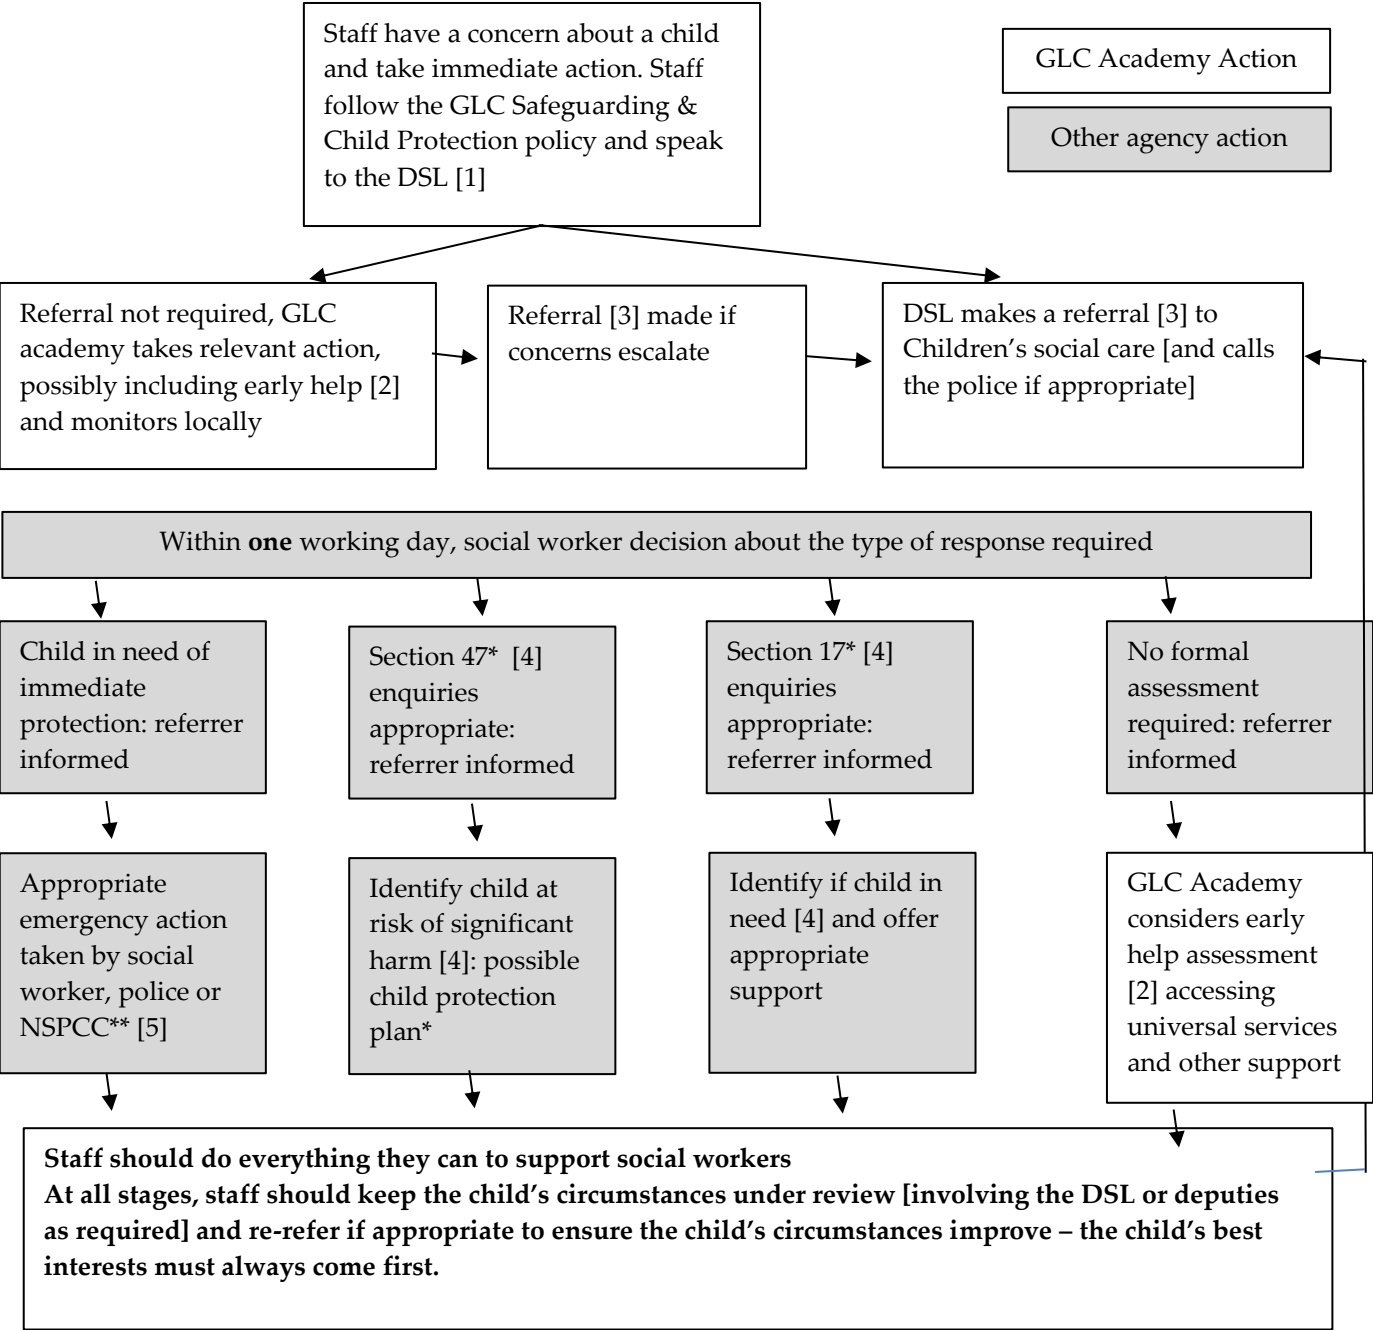 Staff have a concern about a child
and take immediate action. Staff
follow the GLC Safeguarding &
Child Protection policy and speak
to the DSL [1]
GLC Academy Action
Other agency action
Referral not required, GLC
academy takes relevant action,
possibly including early help [2]
and monitors locally
Referral [3] made if
concerns escalate
DSL makes a referral [3] to
Children’s social care [and calls
the police if appropriate]
Within one working day, social worker decision about the type of response required
Child in need of
immediate
protection: referrer
informed
Section 47* [4]
enquiries
appropriate:
referrer informed
Section 17* [4]
enquiries
appropriate:
referrer informed
No formal
assessment
required: referrer
informed
Appropriate
emergency action
taken by social
worker, police or
NSPCC** [5]
Identify child at
risk of significant
harm [4]: possible
child protection
plan*
Identify if child in
need [4] and offer
appropriate
support
GLC Academy
considers early
help assessment
[2] accessing
universal services
and other support
Staff should do everything they can to support social workers
At all stages, staff should keep the child’s circumstances under review [involving the DSL or deputies
as required] and re-refer if appropriate to ensure the child’s circumstances improve – the child’s best
interests must always come first.